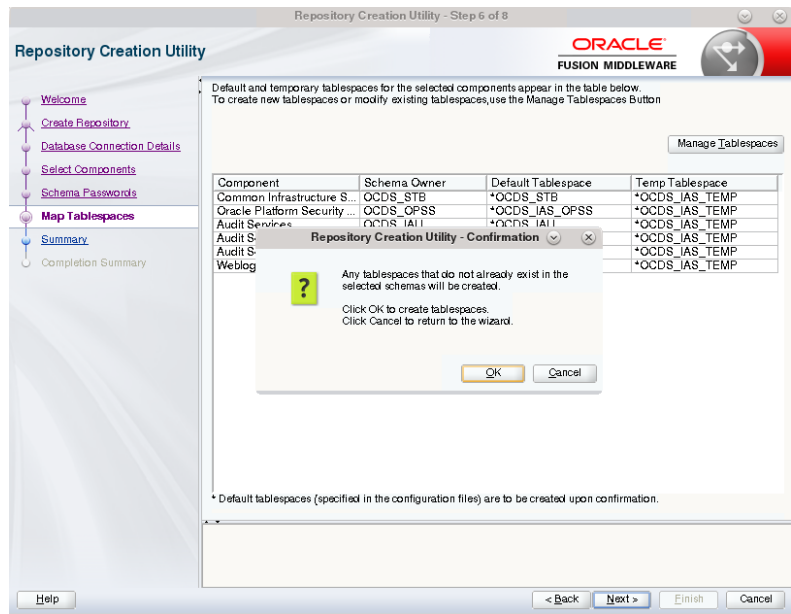 Repository Creation Utility - Step 6 of 8
Repository Creation Utility
ORACLE
FUSION MIDDLEWARE
Welcome
Create Repository
Database Connection Details
Select Components
Schema Passwords
Map Tablespaces
Summary
Completion Summary
Default and temporary tablespaces for the selected components appear in the table below.
To create new tablespaces or modify existing tablespaces,use the Manage Tablespaces Button
Manage Tablespaces
Component Schema Owner Default Tablespace Temp Tablespace
Common Infrastructure S... OCDS_STB *OCDS_STB *OCDS_IAS_TEMP
Oracle Platform Security ... OCDS_OPSS *OCDS_IAS_OPSS *OCDS_IAS_TEMP
Audit Services OCDS_IAU *OCDS_IAU *OCDS_IAS_TEMP
Audit S *OCDS_IAS_TEMP
Audit S *OCDS_IAS_TEMP
Weblog *OCDS_IAS_TEMP
Repository Creation Utility - Confirmation
Any tablespaces that do not already exist in the
selected schemas will be created.
Click OK to create tablespaces.
Click Cancel to return to the wizard.
OK Cancel
* Default tablespaces (specified in the configuration files) are to be created upon confirmation.
Help < Back Next > Finish Cancel